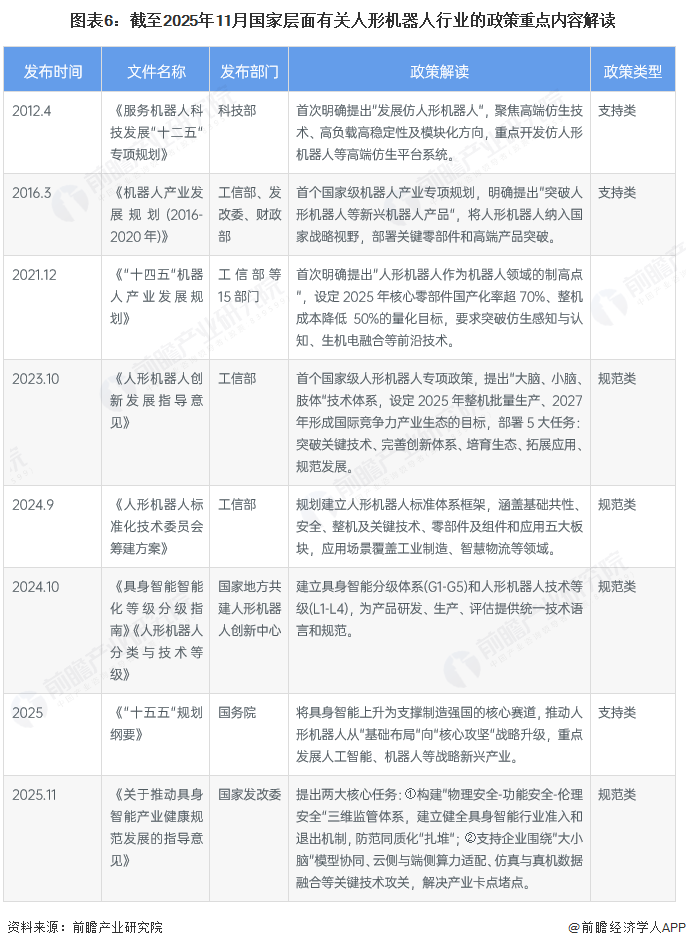 图表6：截至2025年11月国家层面有关人形机器人行业的政策重点内容解读
发布时间 文件名称 发布部门 政策解读 政策类型
2012.4
《服务机器人科
技发展“十二五”
专项规划》
科技部
首次明确提出“发展仿人形机器人”，聚焦高端仿生技
术、高负载高稳定性及模块化方向，重点开发仿人形
机器人等高端仿生平台系统。
支持类
2016.3
《机器人产业发
展规划(2016-
2020年)》
工信部、发
改委、财政
部
首个国家级机器人产业专项规划，明确提出“突破人
形机器人等新兴机器人产品”，将人形机器人纳入国
家战略视野，部署关键零部件和高端产品突破。
支持类
2021.12
《“十四五”机器
人产业发展规
划》
工信部等
15部门
首次明确提出“人形机器人作为机器人领域的制高点
”，设定 2025 年核心零部件国产化率超 70%、整机
成本降低 50%的量化目标，要求突破仿生感知与认
知、生机电融合等前沿技术。
支持类
2023.10
《人形机器人创
新发展指导意
见》
工信部
首个国家级人形机器人专项政策，提出“大脑、小脑、
肢体”技术体系，设定 2025 年整机批量生产、2027
年形成国际竞争力产业生态的目标，部署 5 大任务：
突破关键技术、完善创新体系、培育生态、拓展应用、
规范发展。
规范类
2024.9
《人形机器人标
准化技术委员会
筹建方案》
工信部
规划建立人形机器人标准体系框架，涵盖基础共性、
安全、整机及关键技术、零部件及组件和应用五大板
块，应用场景覆盖工业制造、智慧物流等领域。
规范类
2024.10
《具身智能智能
化等级分级指
南》《人形机器人
分类与技术等
级》
国家地方共
建人形机器
人创新中心
建立具身智能分级体系(G1-G5)和人形机器人技术等
级(L1-L4)，为产品研发、生产、评估提供统一技术语
言和规范。
规范类
2025
《“十五五”规划
纲要》
国务院
将具身智能上升为支撑制造强国的核心赛道，推动人
形机器人从“基础布局”向“核心攻坚”战略升级，重点
发展人工智能、机器人等战略新兴产业。
支持类
2025.11
《关于推动具身
智能产业健康规
范发展的指导意
见》
国家发改委
提出两大核心任务：①构建“物理安全-功能安全-伦理
安全”三维监管体系，建立健全具身智能行业准入和
退出机制，防范同质化“扎堆”；②支持企业围绕“大小
脑”模型协同、云侧与端侧算力适配、仿真与真机数据
融合等关键技术攻关，解决产业卡点堵点。
规范类
资料来源：前瞻产业研究院
@前瞻经济学人APP